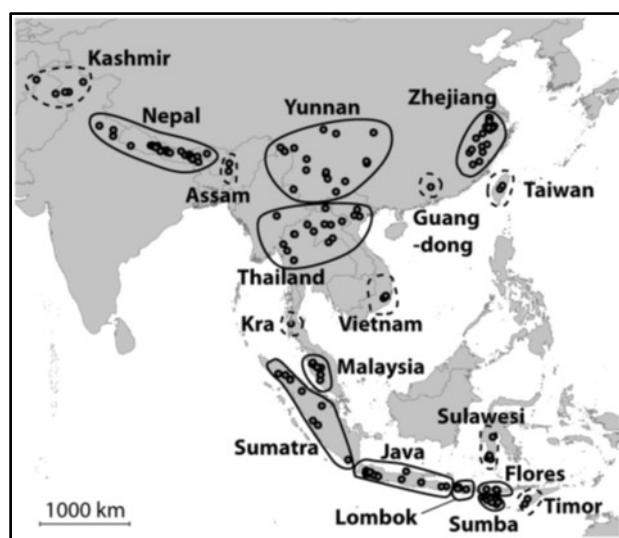 Kashmir
Nepal
Yunnan
Zhejiang
Assam
Guang
-dong
Taiwan
Thailand
Kra
Vietnam
Malaysia
Sulawesi
Sumatra
Java
Flores
Lombok
Sumba
Timor
1000 km